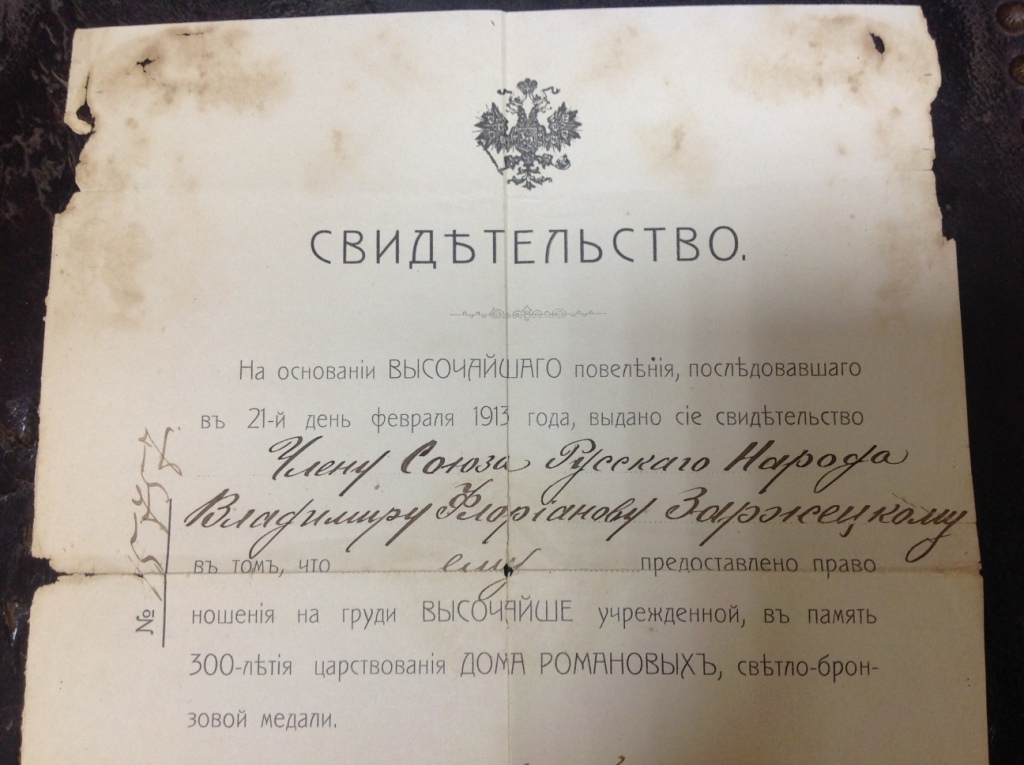 СВИДѢТЕЛЬСТВО.
На основаніи ВЫСОЧАЙШАГО повелѣнія, послѣдовавшаго
въ 21-й день февраля 1913 года, выдано сіе свидѣтельство
Члену Союза Русскаго Народа
Владимиру Флоріанову Заржецкому
въ томъ, что ему предоставлено право
ношенія на груди ВЫСОЧАЙШЕ учрежденной, въ память
300-лѣтія царствованія ДОМА РОМАНОВЫХЪ, свѣтло-брон-
зовой медали.
№